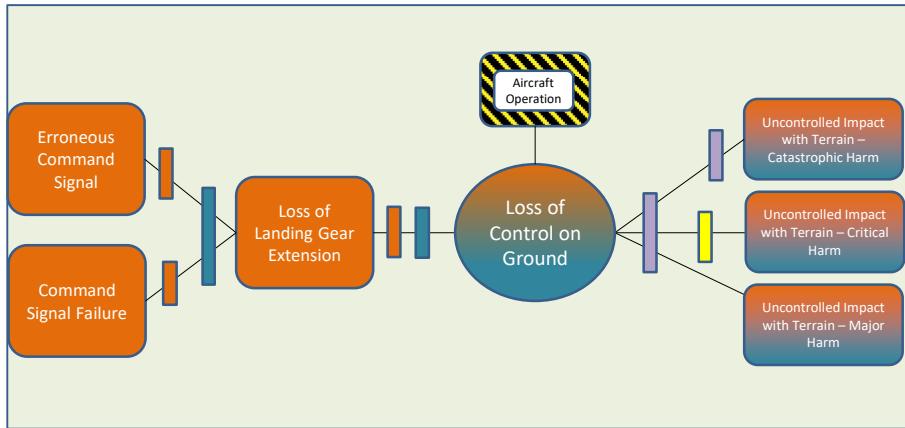 Aircraft
Operation
Erroneous
Command
Signal
Command
Signal Failure
Loss of
Landing Gear
Extension
Loss of
Control on
Ground
Uncontrolled Impact
with Terrain –
Catastrophic Harm
Uncontrolled Impact
with Terrain – Critical
Harm
Uncontrolled Impact
with Terrain – Major
Harm